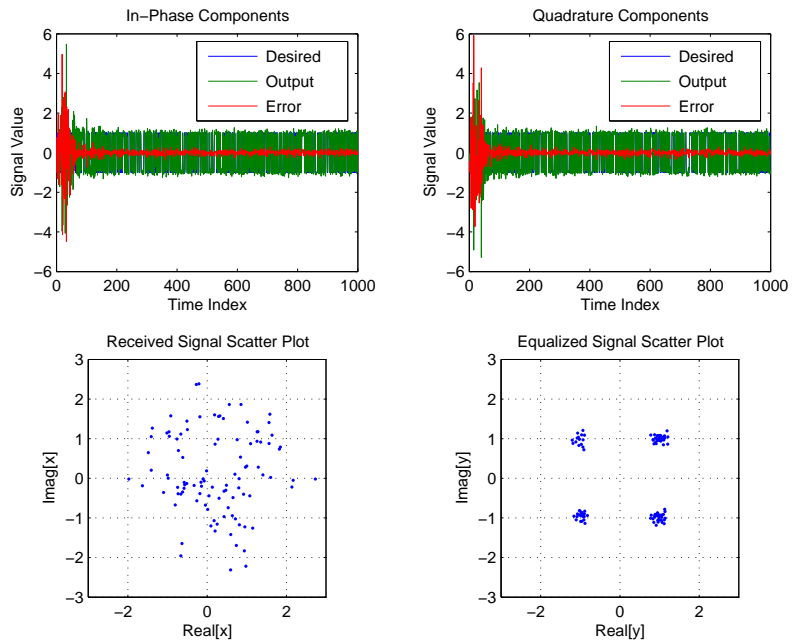 In−Phase Components
6
4
2
0
−2
−4
−6
Signal Value
Desired
Output
Error
0
200
400
600
800
1000
Time Index
Quadrature Components
6
4
2
0
−2
−4
−6
Signal Value
Desired
Output
Error
0
200
400
600
800
1000
Time Index
Received Signal Scatter Plot
3
2
1
0
−1
−2
−3
Imag[x]
−2
0
2
Real[x]
Equalized Signal Scatter Plot
3
2
1
0
−1
−2
−3
Imag[y]
−2
0
2
Real[y]